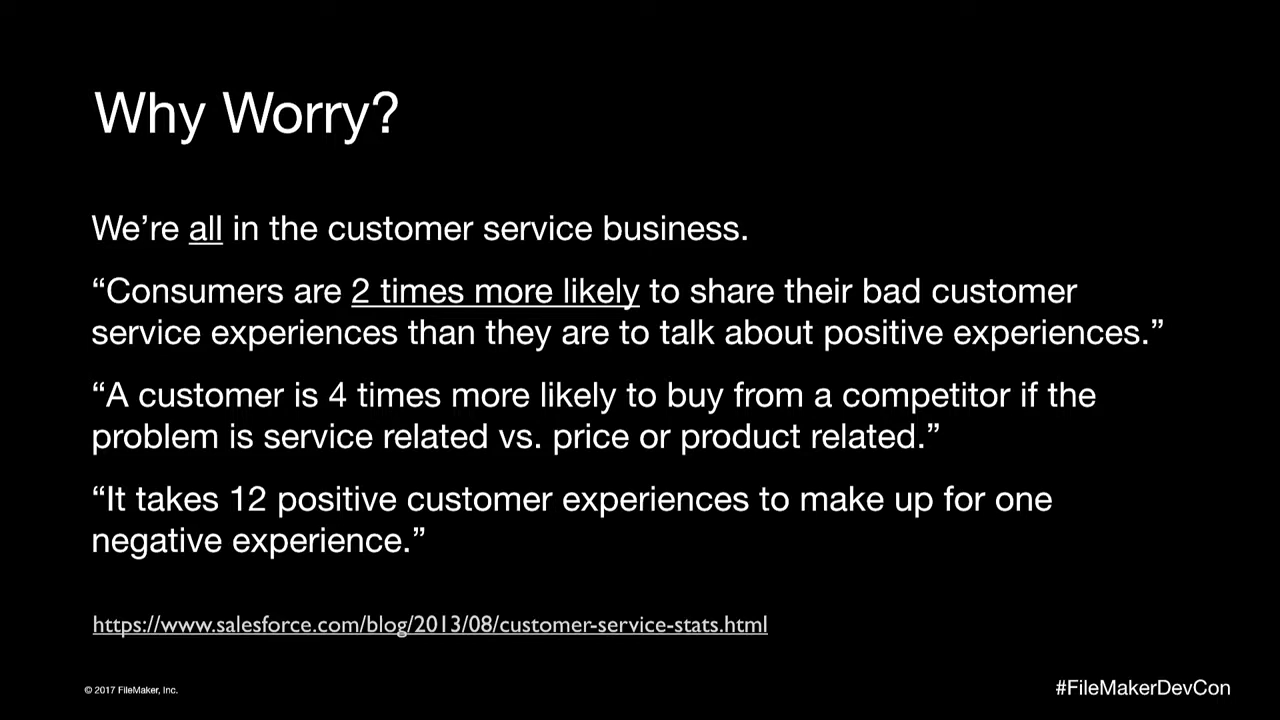 Why Worry?
We’re all in the customer service business.
“Consumers are 2 times more likely to share their bad customer
service experiences than they are to talk about positive experiences.”
“A customer is 4 times more likely to buy from a competitor if the
problem is service related vs. price or product related.”
“It takes 12 positive customer experiences to make up for one
negative experience.”
https://www.salesforce.com/blog/2013/08/customer-service-stats.html
© 2017 FileMaker, Inc.
#FileMakerDevCon